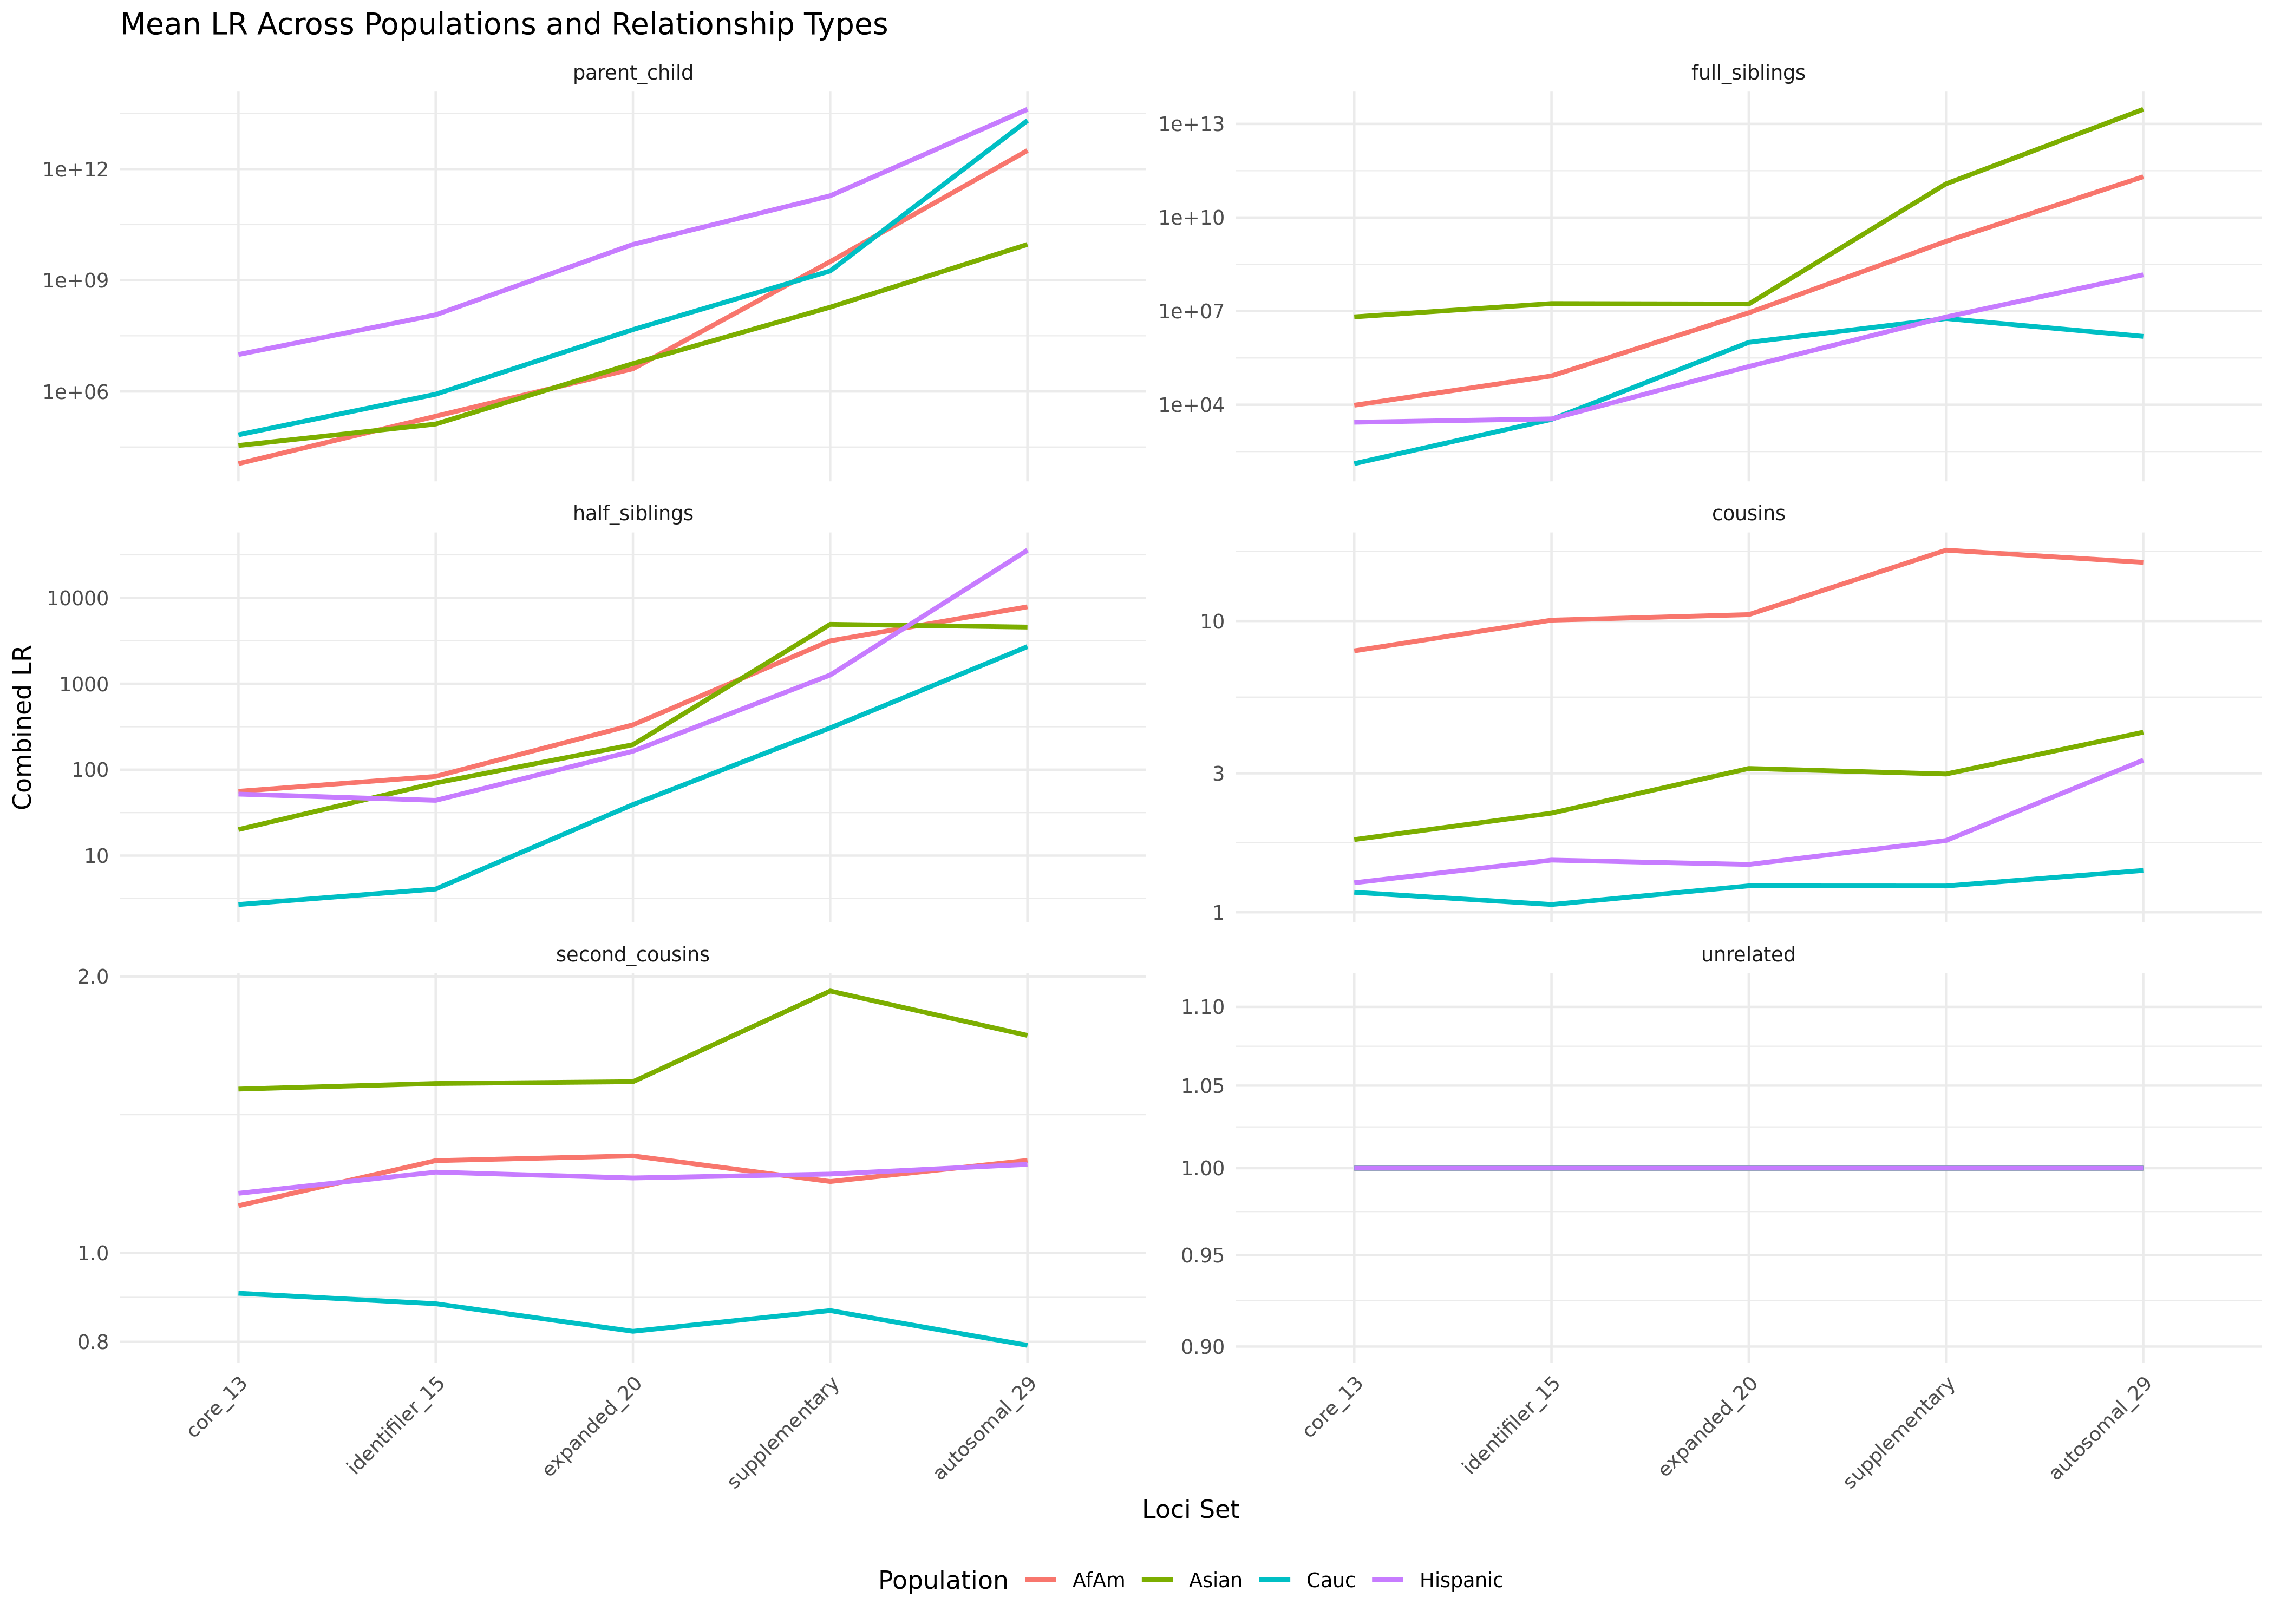 Mean LR Across Populations and Relationship Types
parent_child
full_siblings
1e+12
1e+09
1e+06
1e+13
1e+10
1e+07
1e+04
half_siblings
cousins
10000
1000
100
10
10
3
1
Combined LR
second_cousins
unrelated
2.0
1.0
0.8
1.10
1.05
1.00
0.95
0.90
core_13
identifiler_15
expanded_20
supplementary
autosomal_29
core_13
identifiler_15
expanded_20
supplementary
autosomal_29
Loci Set
Population AfAm Asian Cauc Hispanic